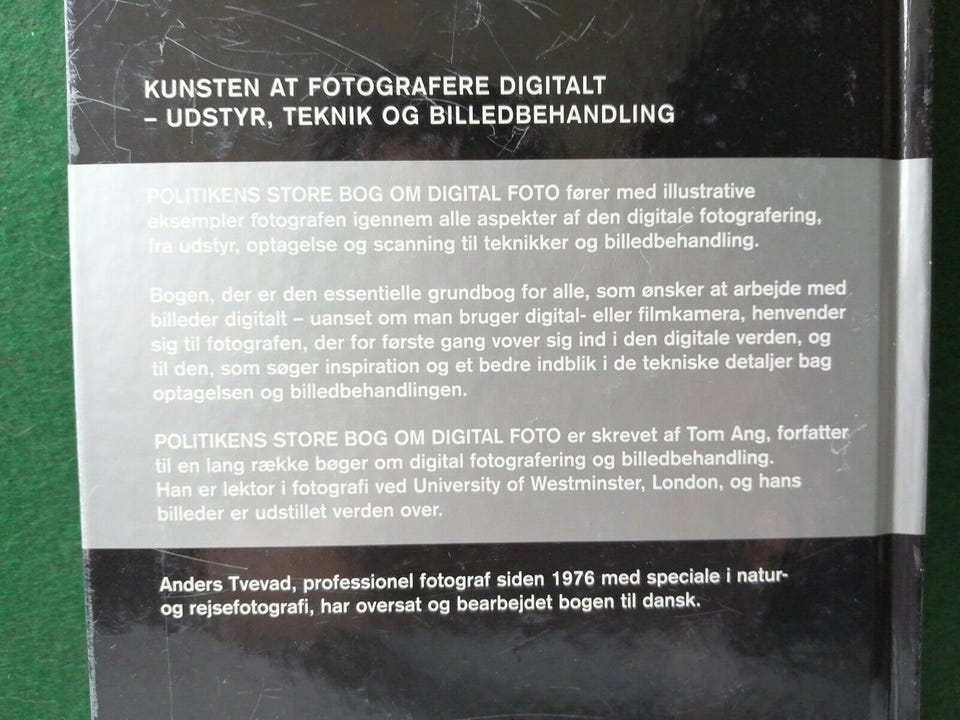 KUNSTEN AT FOTOGRAFERE DIGITALT
– UDSTYR, TEKNIK OG BILLEDBEHANDLING
POLITIKENS STORE BOG OM DIGITAL FOTO fører med illustrative
eksempler fotografen igennem alle aspekter af den digitale fotografering,
fra udstyr, optagelse og scanning til teknikker og billedbehandling.
Bogen, der er den essentielle grundbog for alle, som ønsker at arbejde med
billeder digitalt – uanset om man bruger digital- eller filmkamera, henvender
sig til fotografen, der for første gang vover sig ind i den digitale verden, og
til den, som søger inspiration og et bedre indblik i de tekniske detaljer bag
optagelsen og billedbehandlingen.
POLITIKENS STORE BOG OM DIGITAL FOTO er skrevet af Tom Ang, forfatter
til en lang række bøger om digital fotografering og billedbehandling.
Han er lektor i fotografi ved University of Westminster, London, og hans
billeder er udstillet verden over.
Anders Tvevad, professionel fotograf siden 1976 med speciale i natur-
og rejsefotografi, har oversat og bearbejdet bogen til dansk.